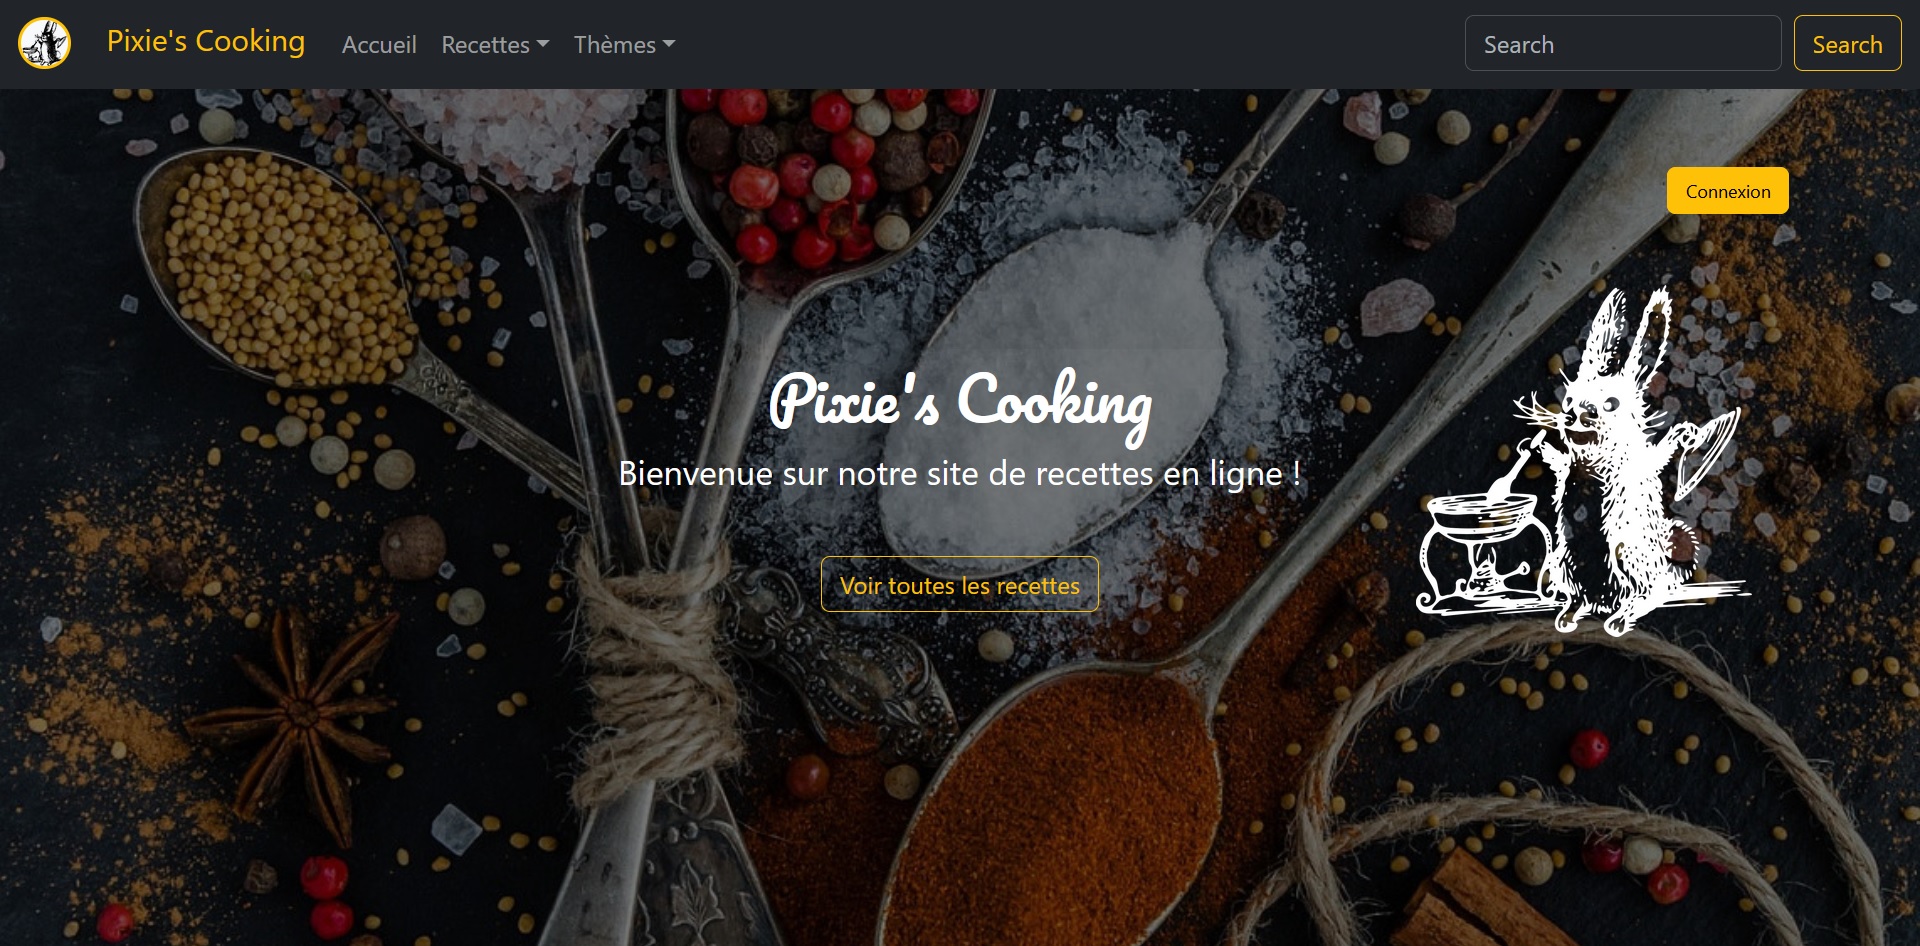 Pixie's Cooking Accueil Recettes Thèmes Search Search
Connexion
Pixie's Cooking
Bienvenue sur notre site de recettes en ligne !
Voir toutes les recettes